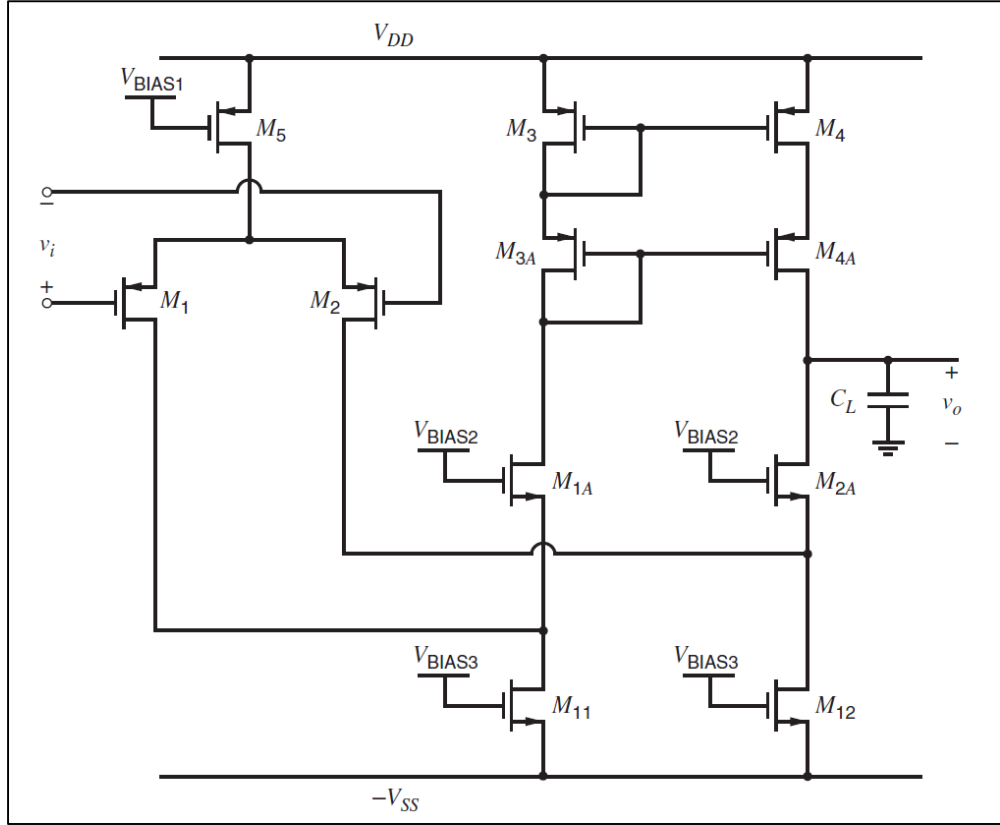 V_DD
V_BIAS1
M_5
M_3
M_4
−
v_i
+
M_1
M_2
M_3A
M_4A
C_L
+
v_o
−
V_BIAS2
V_BIAS2
M_1A
M_2A
V_BIAS3
V_BIAS3
M_11
M_12
−V_SS